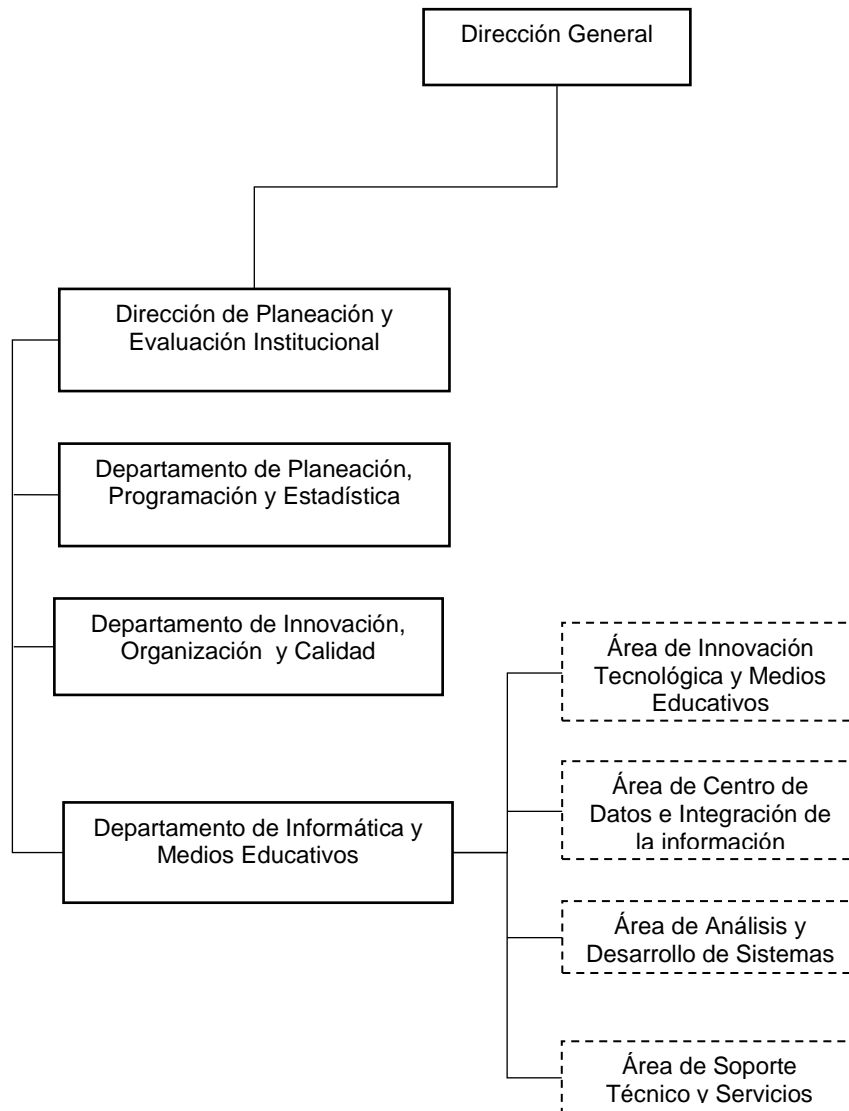 Dirección General
Dirección de Planeación y
Evaluación Institucional
Departamento de Planeación,
Programación y Estadística
Departamento de Innovación,
Organización y Calidad
Departamento de Informática y
Medios Educativos
Área de Innovación
Tecnológica y Medios
Educativos
Área de Centro de
Datos e Integración de
la información
Área de Análisis y
Desarrollo de Sistemas
Área de Soporte
Técnico y Servicios